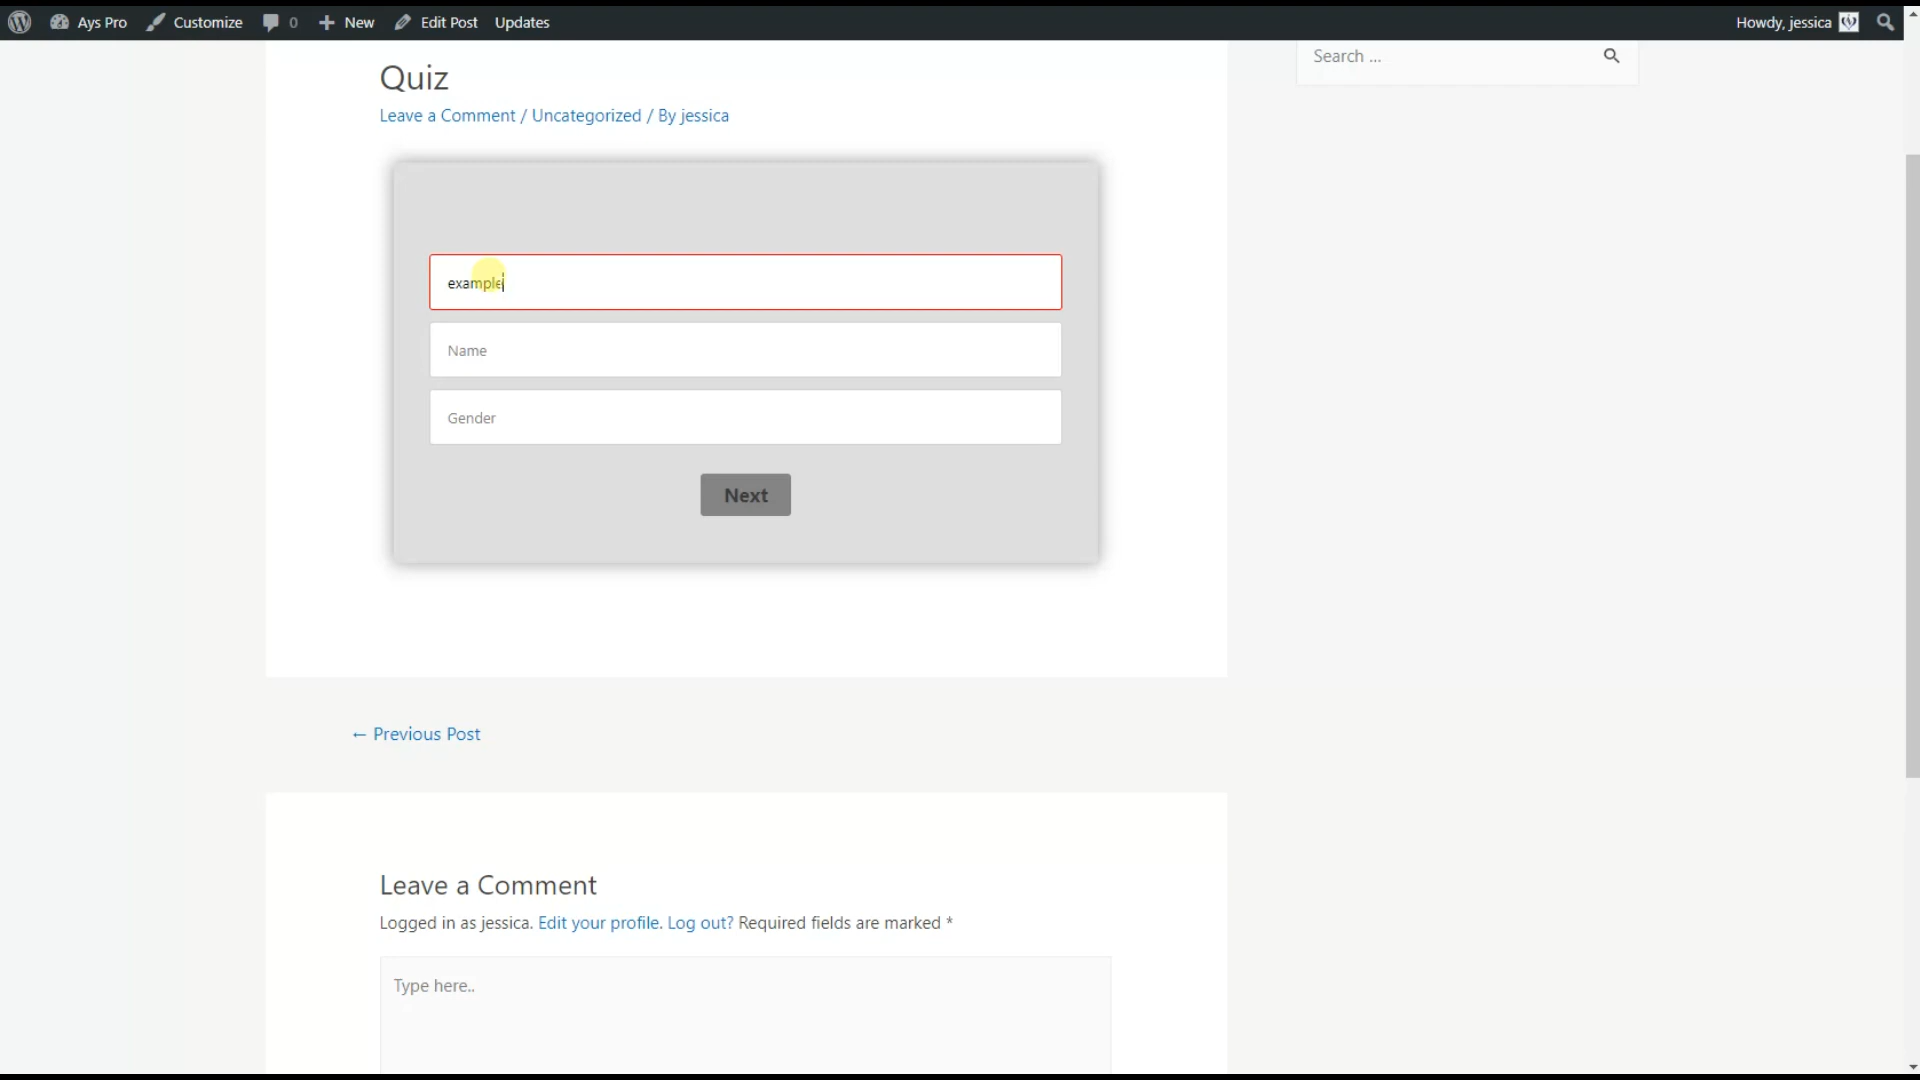 Ays Pro Customize 0 New Edit Post Updates Howdy, jessica
Search ...
Quiz
Leave a Comment / Uncategorized / By jessica
example
Name
Gender
Next
← Previous Post
Leave a Comment
Logged in as jessica. Edit your profile. Log out? Required fields are marked *
Type here..